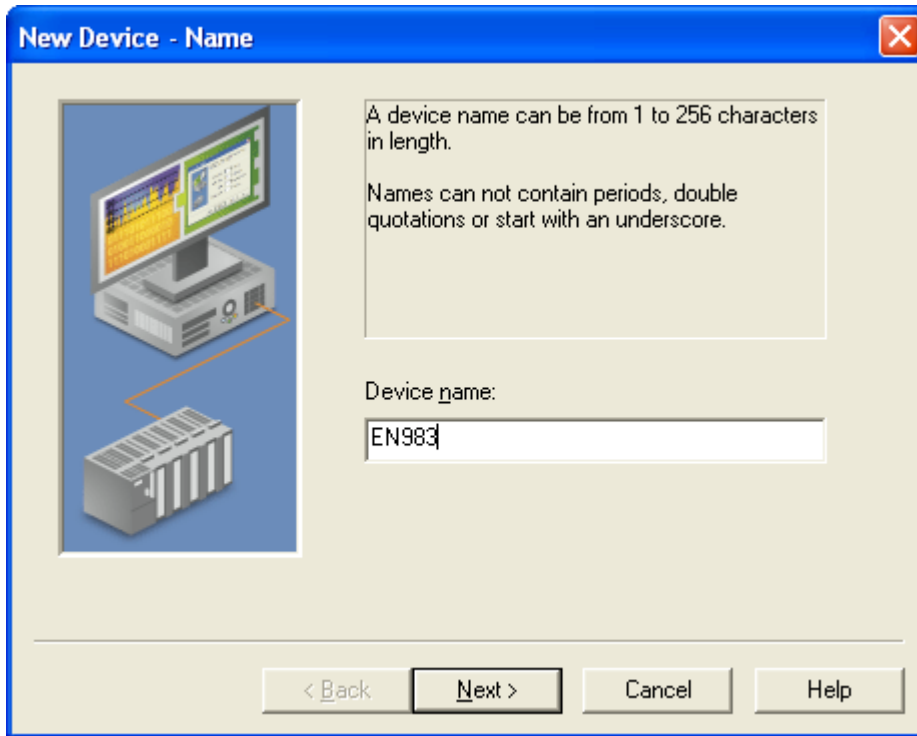 New Device - Name
A device name can be from 1 to 256 characters
in length.
Names can not contain periods, double
quotations or start with an underscore.
Device name:
EN983
< Back
Next >
Cancel
Help